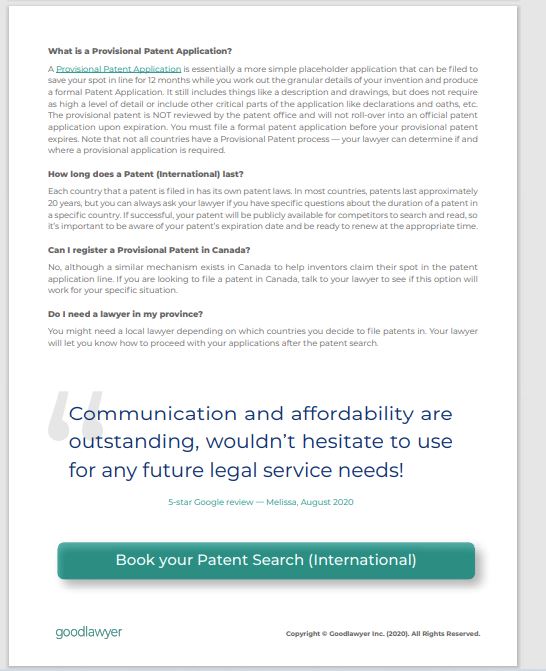 What is a Provisional Patent Application?
A Provisional Patent Application is essentially a more simple placeholder application that can be filed to
save your spot in line for 12 months while you work out the granular details of your invention and produce
a formal Patent Application. It still includes things like a description and drawings, but does not require
as high a level of detail or include other critical parts of the application like declarations and oaths, etc.
The provisional patent is NOT reviewed by the patent office and will not roll-over into an official patent
application upon expiration. You must file a formal patent application before your provisional patent
expires. Note that not all countries have a Provisional Patent process — your lawyer can determine if and
where a provisional application is required.
How long does a Patent (International) last?
Each country that a patent is filed in has its own patent laws. In most countries, patents last approximately
20 years, but you can always ask your lawyer if you have specific questions about the duration of a patent in
a specific country. If successful, your patent will be publicly available for competitors to search and read, so
it's important to be aware of your patent's expiration date and be ready to renew at the appropriate time.
Can I register a Provisional Patent in Canada?
No, although a similar mechanism exists in Canada to help inventors claim their spot in the patent
application line. If you are looking to file a patent in Canada, talk to your lawyer to see if this option will
work for your specific situation.
Do I need a lawyer in my province?
You might need a local lawyer depending on which countries you decide to file patents in. Your lawyer
will let you know how to proceed with your applications after the patent search.
“
Communication and affordability are
outstanding, wouldn't hesitate to use
for any future legal service needs!
5-star Google review — Melissa, August 2020
Book your Patent Search (International)
goodlawyer
Copyright © Goodlawyer Inc. (2020). All Rights Reserved.